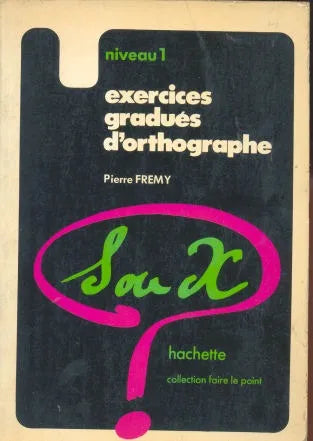 niveau 1
exercices
gradués
d'orthographe
Pierre FREMY
S ou X
hachette
collection faire le point